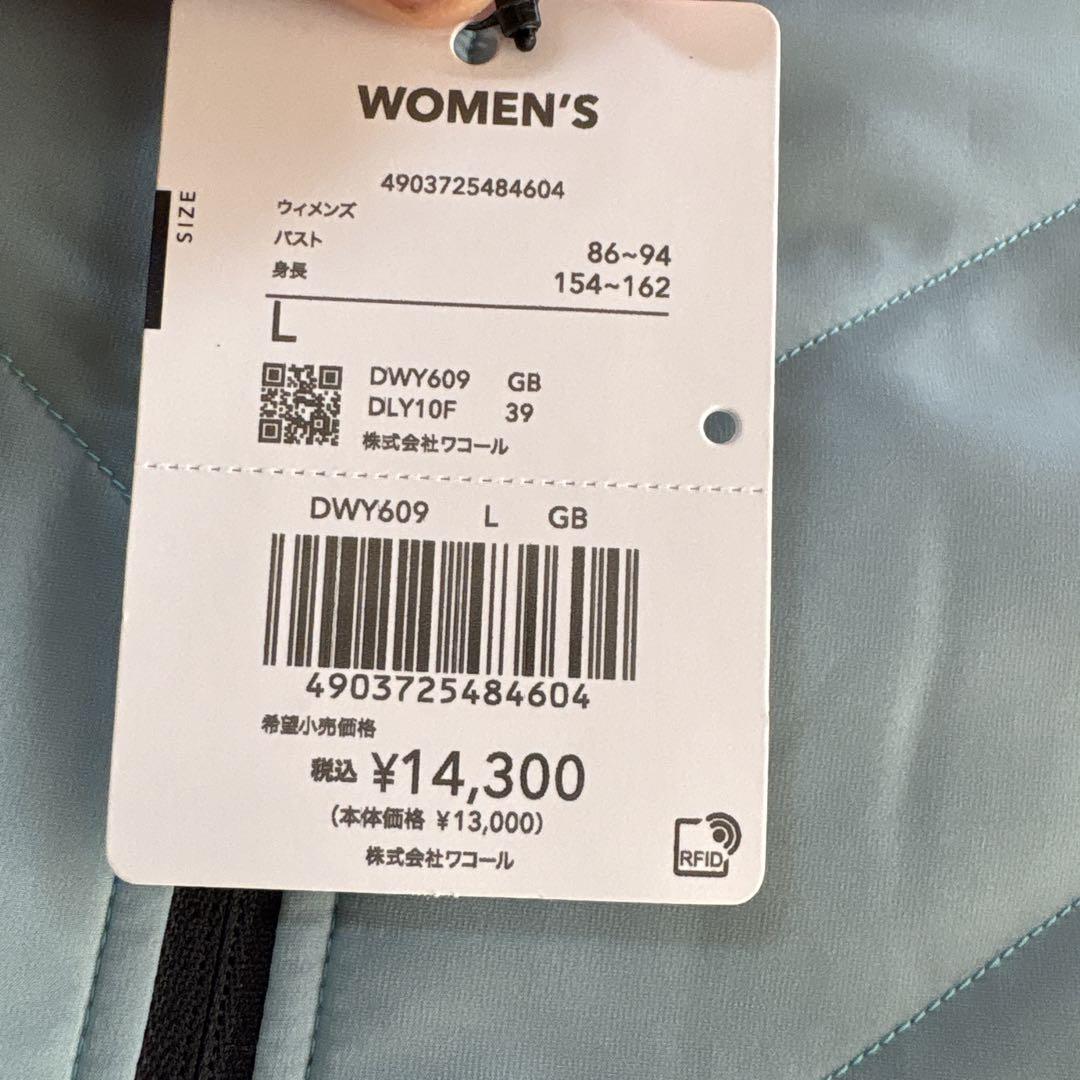 WOMEN'S
4903725484604
SIZE
ウィメンズ
バスト 86~94
身長 154~162
L
DWY609 GB
DLY10F 39
株式会社ワコール
DWY609 L GB
4903725484604
希望小売価格
税込 ¥14,300
(本体価格 ¥13,000)
株式会社ワコール
RFID